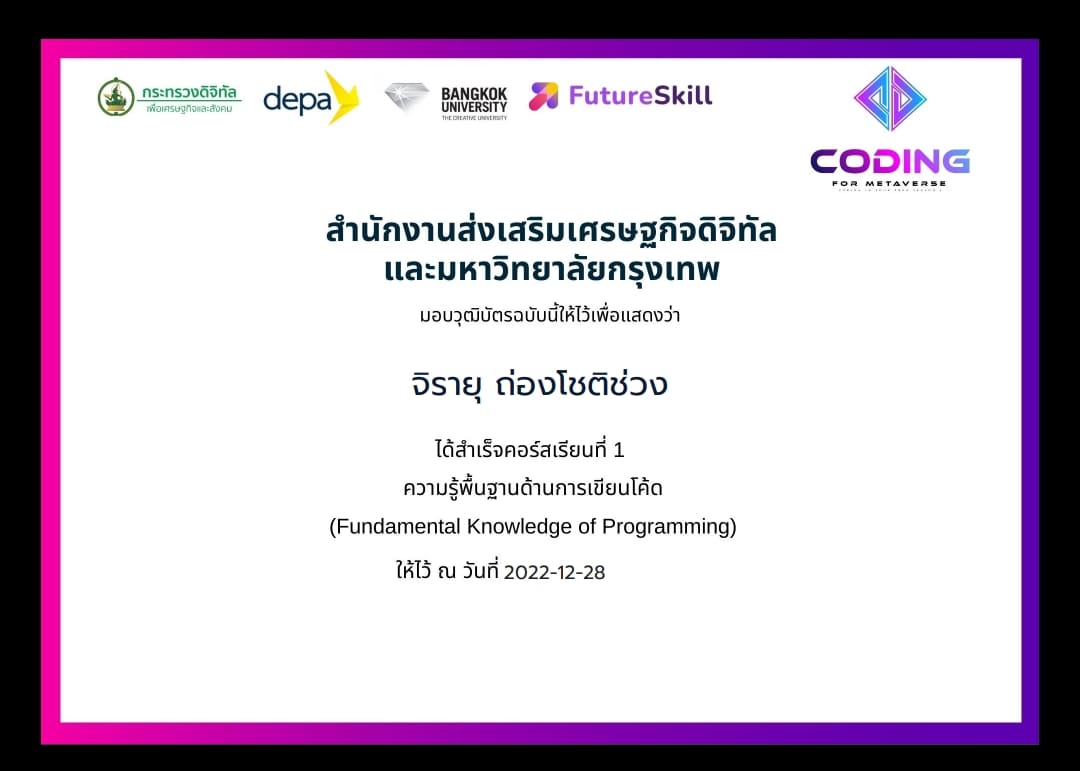 กระทรวงดิจิทัล
เพื่อเศรษฐกิจและสังคม
depa
BANGKOK
UNIVERSITY
THE CREATIVE UNIVERSITY
FutureSkill
CODING
FOR METAVERSE
สำนักงานส่งเสริมเศรษฐกิจดิจิทัล
และมหาวิทยาลัยกรุงเทพ
มอบวุฒิบัตรฉบับนี้ให้ไว้เพื่อแสดงว่า
จิรายุ ถ่องโชติช่วง
ได้สำเร็จคอร์สเรียนที่ 1
ความรู้พื้นฐานด้านการเขียนโค้ด
(Fundamental Knowledge of Programming)
ให้ไว้ ณ วันที่ 2022-12-28